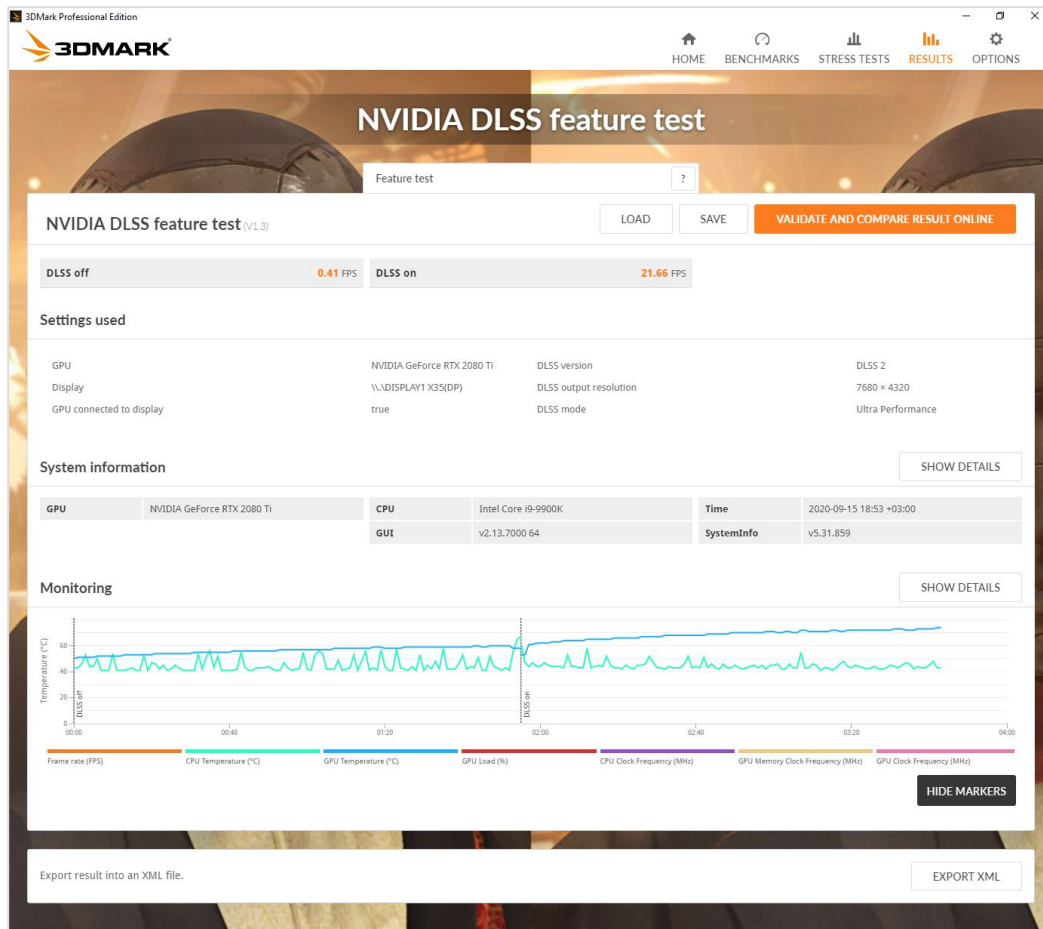 3DMark Professional Edition
3DMARK
HOME BENCHMARKS STRESS TESTS RESULTS OPTIONS
NVIDIA DLSS feature test
Feature test ?
NVIDIA DLSS feature test (V1.3) LOAD SAVE VALIDATE AND COMPARE RESULT ONLINE
DLSS off 0.41 FPS DLSS on 21.66 FPS
Settings used
GPU NVIDIA GeForce RTX 2080 Ti DLSS version DLSS 2
Display \\.\DISPLAY1 X35(DP) DLSS output resolution 7680 × 4320
GPU connected to display true DLSS mode Ultra Performance
System information SHOW DETAILS
GPU NVIDIA GeForce RTX 2080 Ti CPU Intel Core i9-9900K Time 2020-09-15 18:53 +03:00
GUI v2.13.7000 64 SystemInfo v5.31.859
Monitoring SHOW DETAILS
Temperature (°C)
60
40
20
0
DLSS off DLSS on
00:00 00:40 01:20 02:00 02:40 03:20 04:00
Frame rate (FPS) CPU Temperature (°C) GPU Temperature (°C) GPU Load (%) CPU Clock Frequency (MHz) GPU Memory Clock Frequency (MHz) GPU Clock Frequency (MHz)
HIDE MARKERS
Export result into an XML file. EXPORT XML